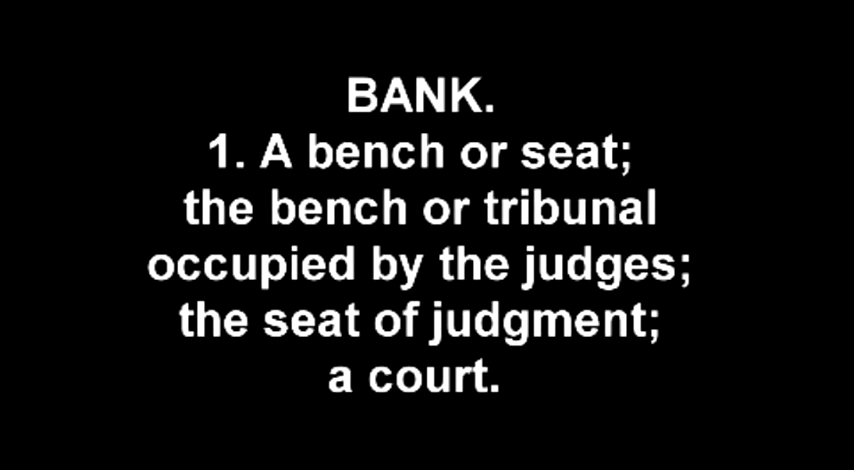 BANK.
1. A bench or seat;
the bench or tribunal
occupied by the judges;
the seat of judgment;
a court.